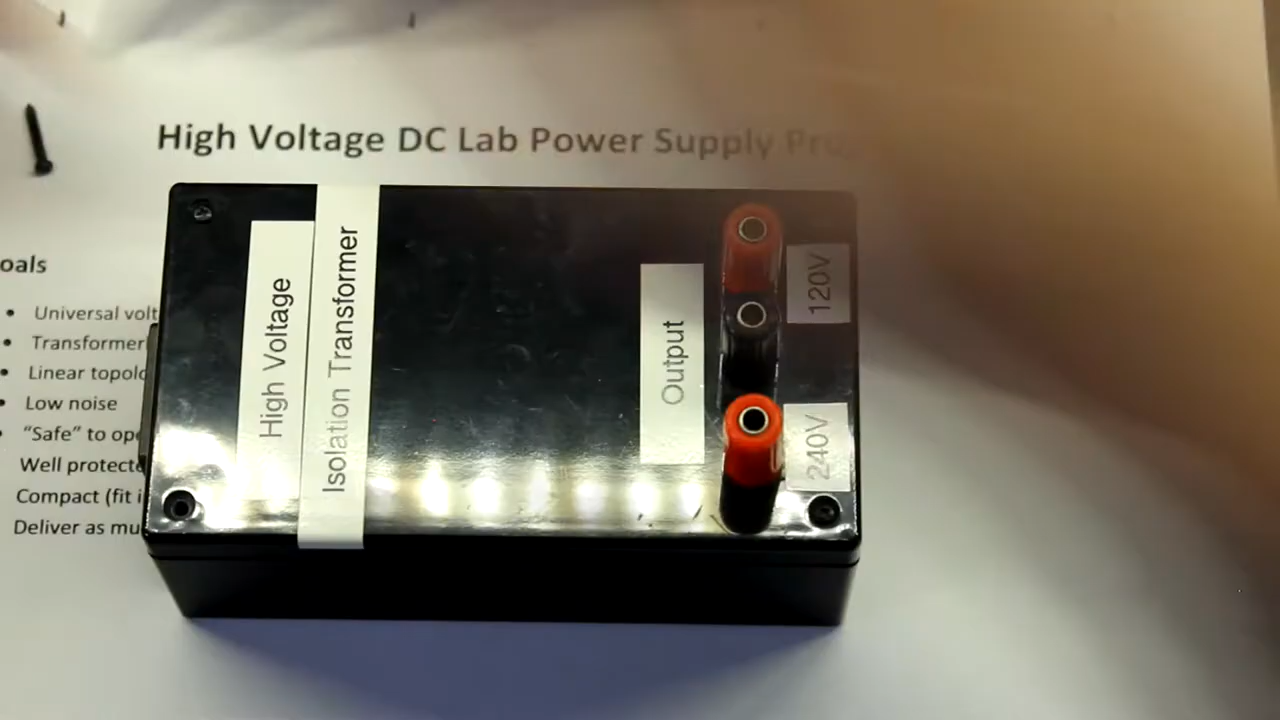 High Voltage DC Lab Power Supply
oals
• Universal volt
• Transformer
• Linear topolo
• Low noise
• “Safe” to ope
Well protecte
Compact (fit i
Deliver as mu
High Voltage
Isolation Transformer
Output
120V
240V